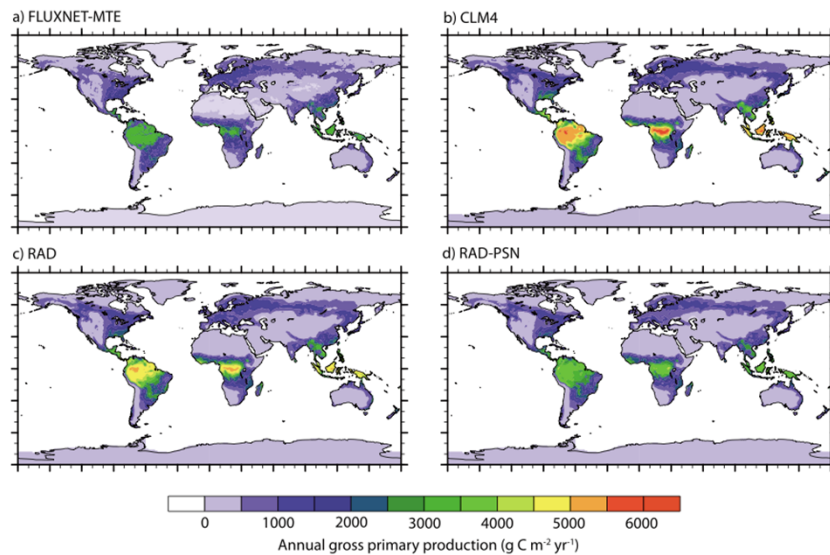 a) FLUXNET-MTE
b) CLM4
c) RAD
d) RAD-PSN
0 1000 2000 3000 4000 5000 6000
Annual gross primary production (g C m⁻² yr⁻¹)